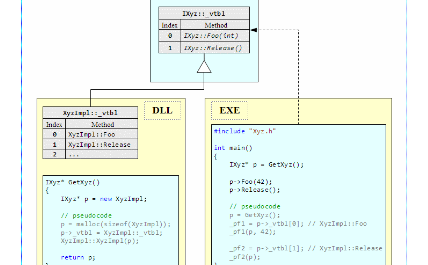 IXyz::_vtbl
Index Method
0 IXyz::Foo(int)
1 IXyz::Release()
XyzImpl::_vtbl
Index Method
0 XyzImpl::Foo
1 XyzImpl::Release
2 ...
DLL
IXyz* GetXyz()
{
IXyz* p = new XyzImpl;
// pseudocode
p = malloc(sizeof(XyzImpl));
p->_vtbl = XyzImpl::_vtbl;
XyzImpl::XyzImpl(p);
return p;
EXE
#include "Xyz.h"
int main()
{
IXyz* p = GetXyz();
p->Foo(42);
p->Release();
// pseudocode
p = GetXyz();
_pf1 = p->_vtbl[0]; // XyzImpl::Foo
_pf1(p, 42);
_pf2 = p->_vtbl[1]; // XyzImpl::Release
_pf2(p);